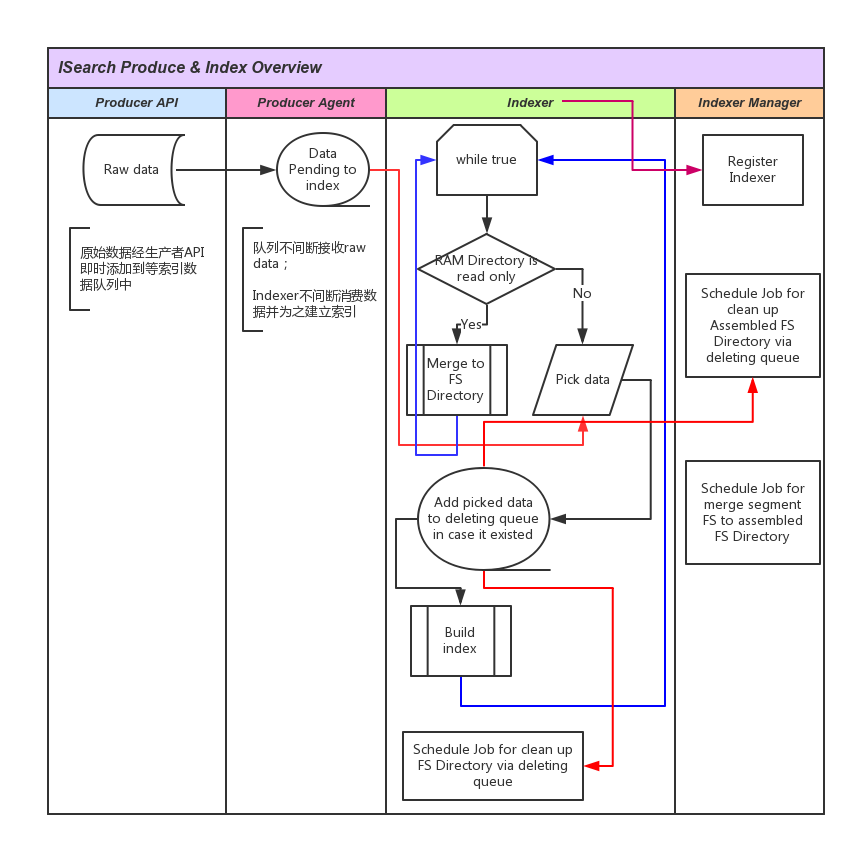 ISearch Produce & Index Overview
Producer API
Producer Agent
Indexer
Indexer Manager
Raw data
原始数据经生产者API
即时添加到等索引数
据队列中
Data
Pending to
index
队列不间断接收raw
data；
Indexer不间断消费数
据并为之建立索引
while true
RAM Directory is
read only
Yes
No
Merge to
FS
Directory
Pick data
Add picked data
to deleting queue
in case it existed
Build
index
Schedule Job for clean up
FS Directory via deleting
queue
Register
Indexer
Schedule Job for
clean up
Assembled FS
Directory via
deleting queue
Schedule Job for
merge segment
FS to assembled
FS Directory